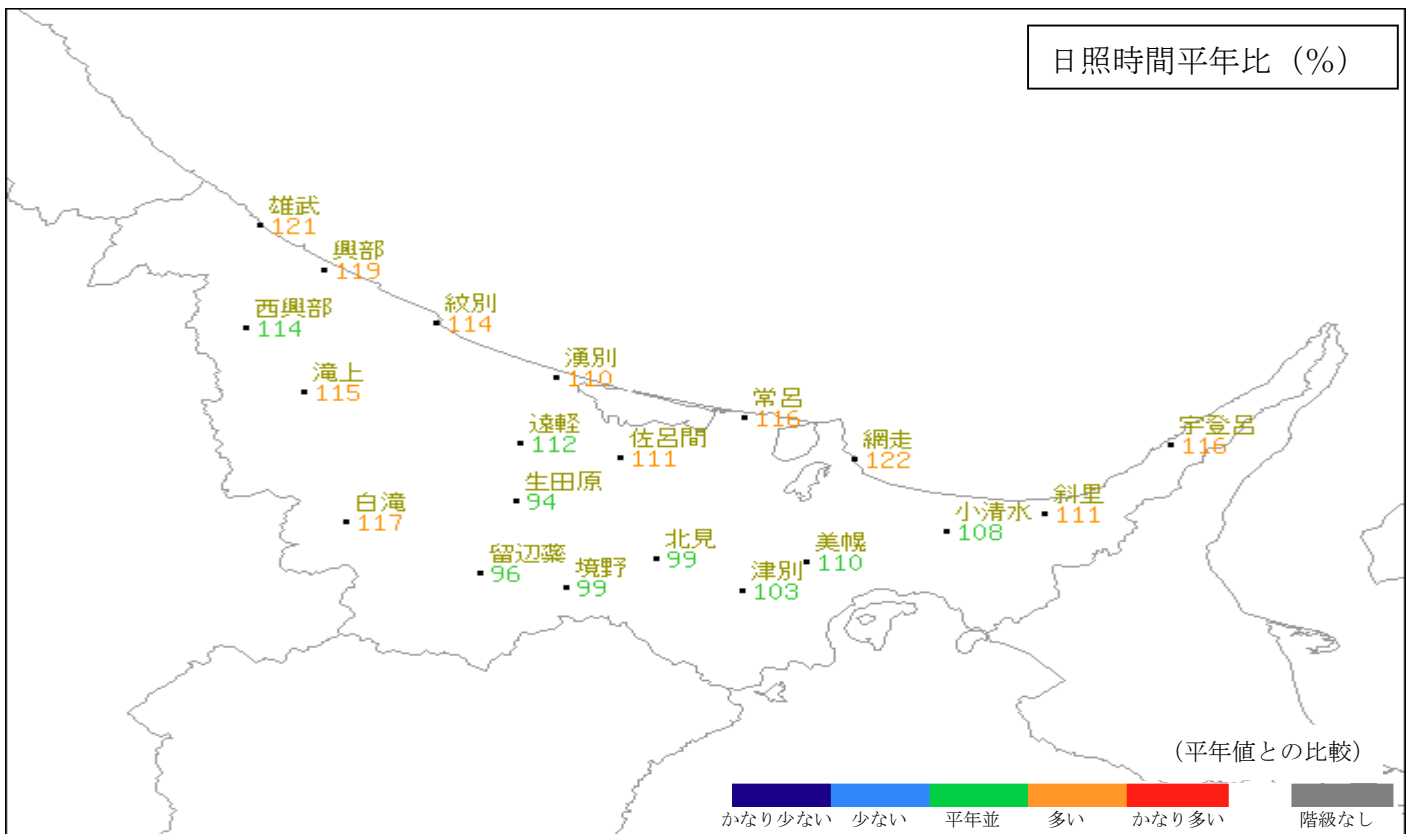 日照時間平年比（％）
雄武
121
興部
119
西興部
114
紋別
114
滝上
115
湧別
110
常呂
116
遠軽
112
佐呂間
111
網走
122
宇登呂
116
生田原
94
白滝
117
斜里
111
小清水
108
北見
99
美幌
110
留辺蘂
96
境野
99
津別
103
（平年値との比較）
かなり少ない 少ない 平年並 多い かなり多い 階級なし